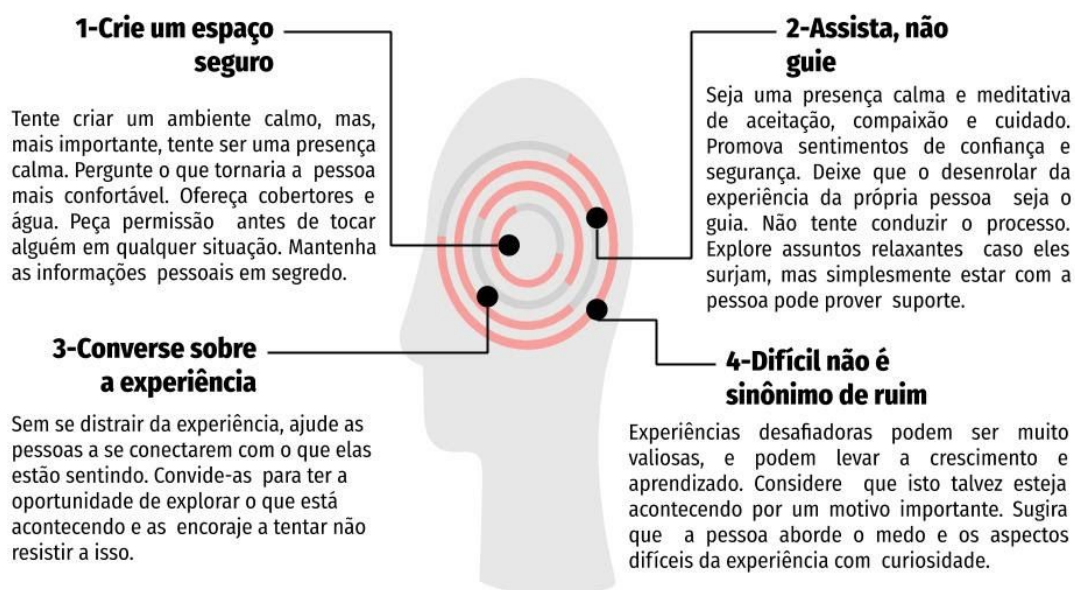 1-Crie um espaço
seguro
Tente criar um ambiente calmo, mas,
mais importante, tente ser uma presença
calma. Pergunte o que tornaria a pessoa
mais confortável. Ofereça cobertores e
água. Peça permissão antes de tocar
alguém em qualquer situação. Mantenha
as informações pessoais em segredo.
2-Assista, não
guie
Seja uma presença calma e meditativa
de aceitação, compaixão e cuidado.
Promova sentimentos de confiança e
segurança. Deixe que o desenrolar da
experiência da própria pessoa seja o
guia. Não tente conduzir o processo.
Explore assuntos relaxantes caso eles
surjam, mas simplesmente estar com a
pessoa pode prover suporte.
3-Converse sobre
a experiência
Sem se distrair da experiência, ajude as
pessoas a se conectarem com o que elas
estão sentindo. Convide-as para ter a
oportunidade de explorar o que está
acontecendo e as encoraje a tentar não
resistir a isso.
4-Difícil não é
sinônimo de ruim
Experiências desafiadoras podem ser muito
valiosas, e podem levar a crescimento e
aprendizado. Considere que isto talvez esteja
acontecendo por um motivo importante. Sugira
que a pessoa aborde o medo e os aspectos
difíceis da experiência com curiosidade.